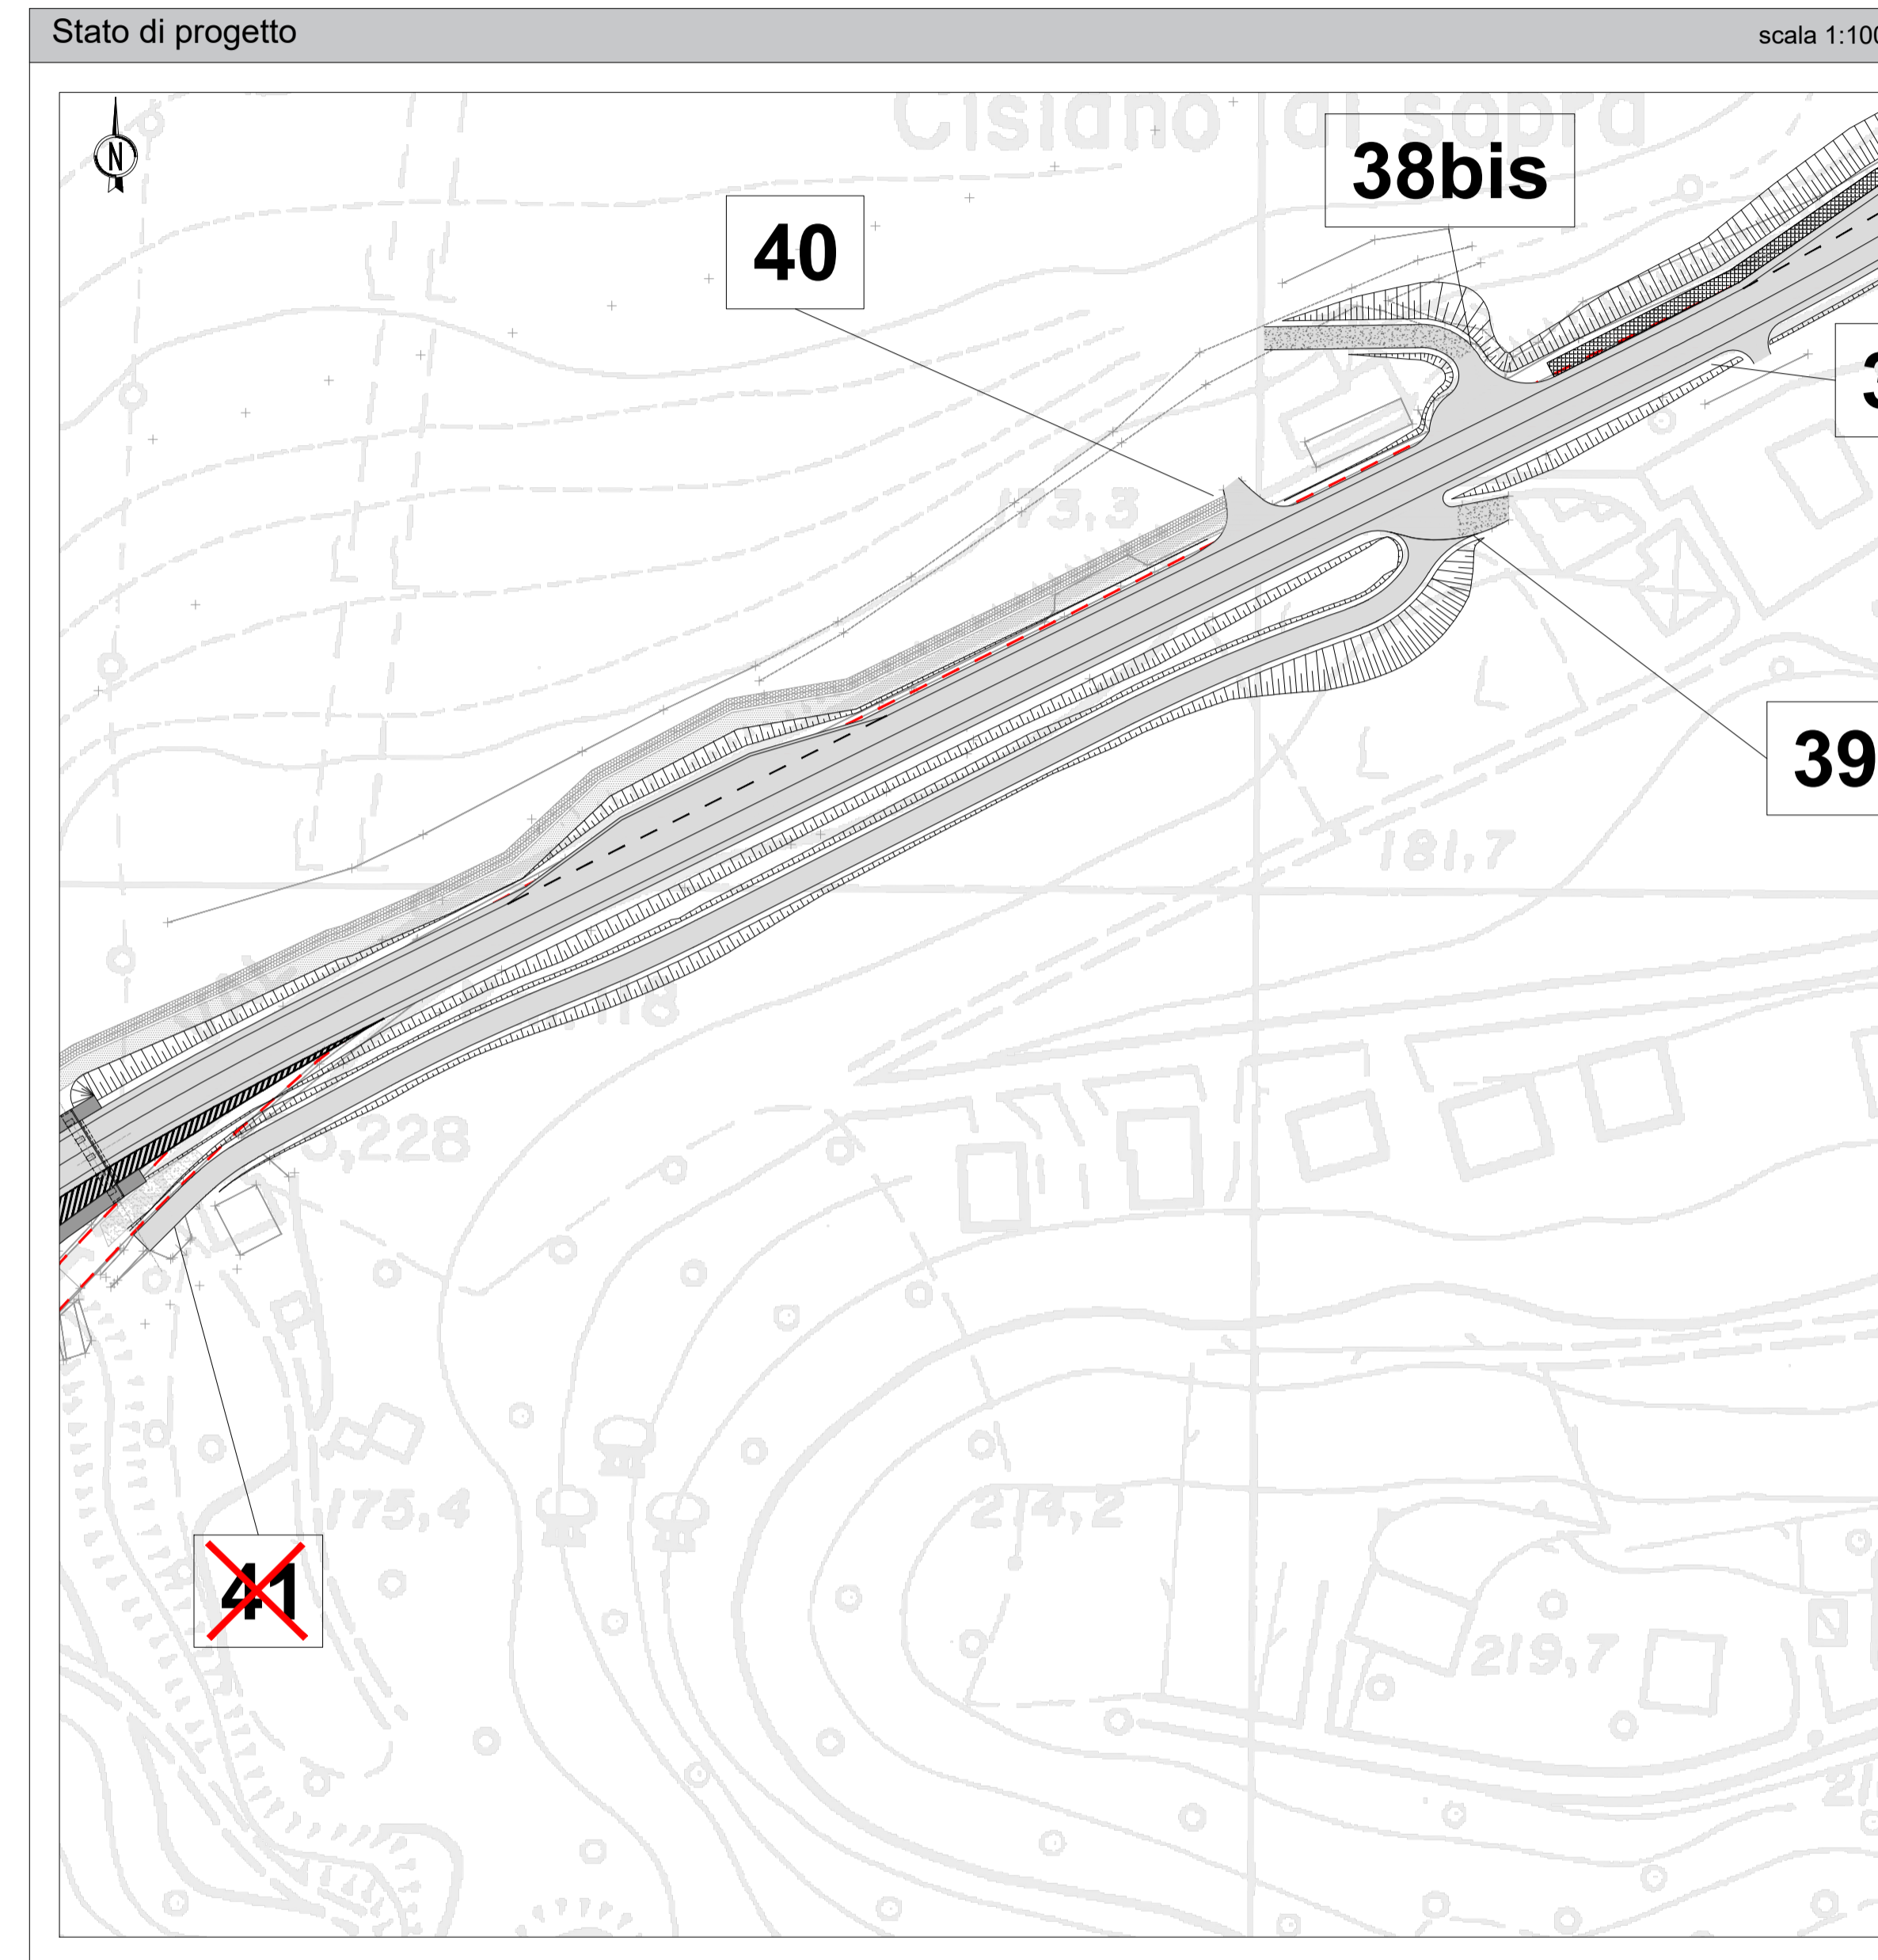 Stato di progetto
scala 1:100
N
Cisiano di sopra
38bis
40
173,3
39
181,7
118
228
175,4
214,2
41
219,7